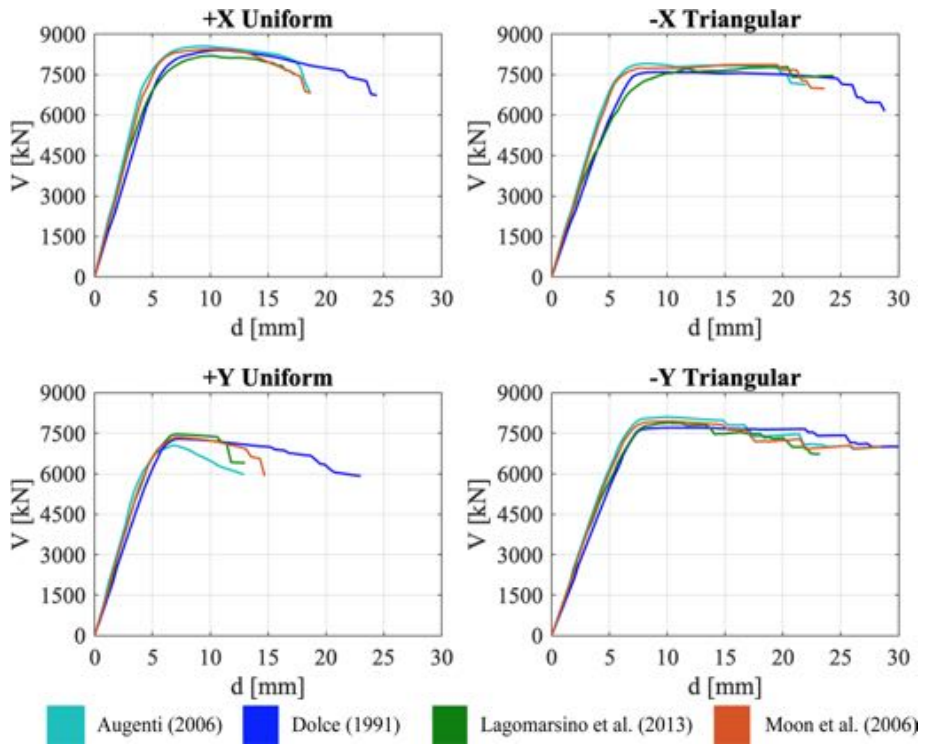 +X Uniform
9000
7500
6000
4500
3000
1500
0
V [kN]
0 5 10 15 20 25 30
d [mm]
-X Triangular
9000
7500
6000
4500
3000
1500
0
V [kN]
0 5 10 15 20 25 30
d [mm]
+Y Uniform
9000
7500
6000
4500
3000
1500
0
V [kN]
0 5 10 15 20 25 30
d [mm]
-Y Triangular
9000
7500
6000
4500
3000
1500
0
V [kN]
0 5 10 15 20 25 30
d [mm]
Augenti (2006) Dolce (1991) Lagomarsino et al. (2013) Moon et al. (2006)